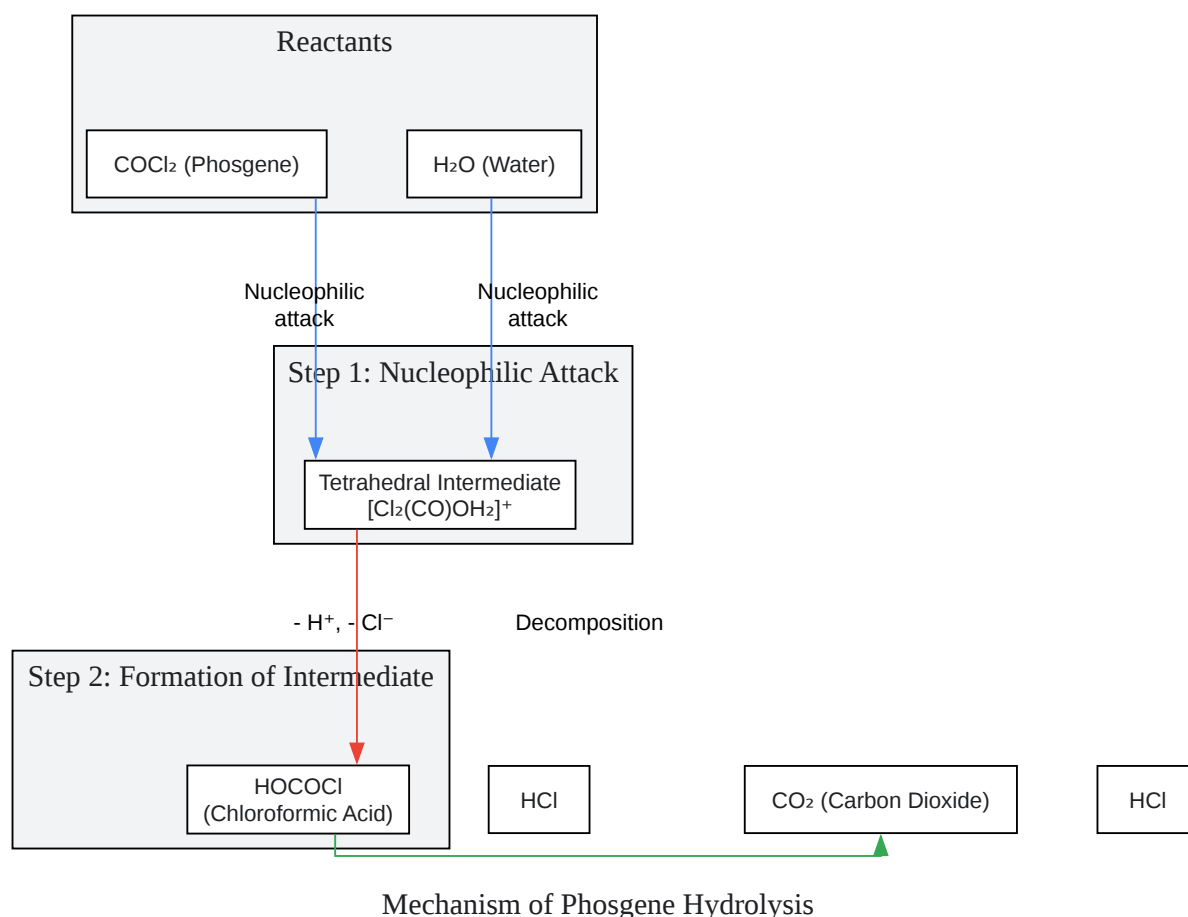 Reactants
COCl₂ (Phosgene)
H₂O (Water)
Nucleophilic
attack
Nucleophilic
attack
Step 1: Nucleophilic Attack
Tetrahedral Intermediate
[Cl₂(CO)OH₂]⁺
- H⁺, - Cl⁻
Decomposition
Step 2: Formation of Intermediate
HOCOCl
(Chloroformic Acid)
HCl
CO₂ (Carbon Dioxide)
HCl
Mechanism of Phosgene Hydrolysis